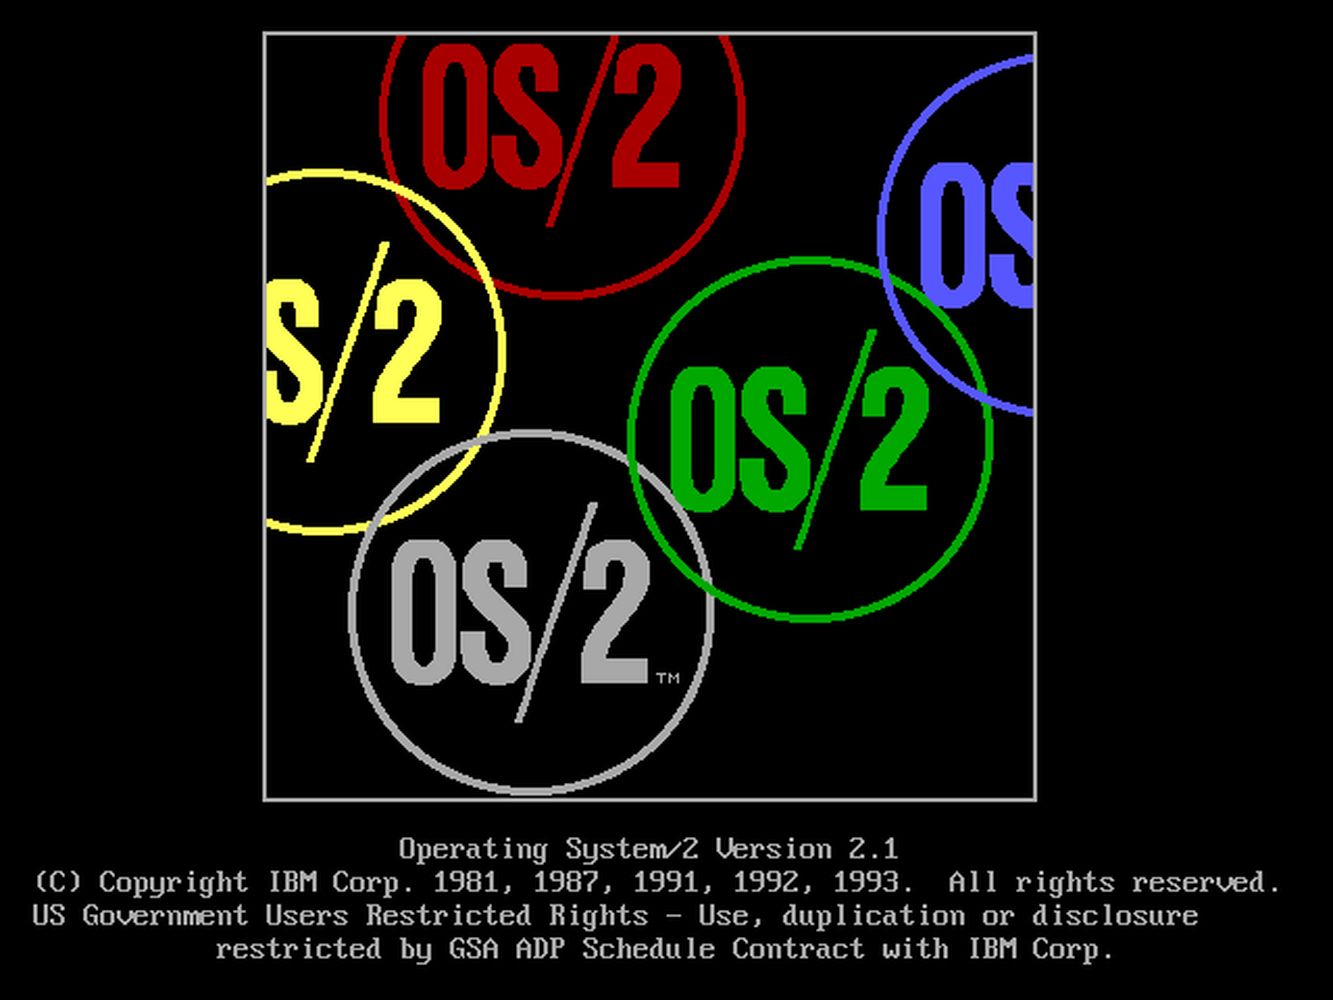 OS/2
OS
S/2
OS/2
OS/2™
Operating System/2 Version 2.1
(C) Copyright IBM Corp. 1981, 1987, 1991, 1992, 1993.  All rights reserved.
US Government Users Restricted Rights - Use, duplication or disclosure
restricted by GSA ADP Schedule Contract with IBM Corp.